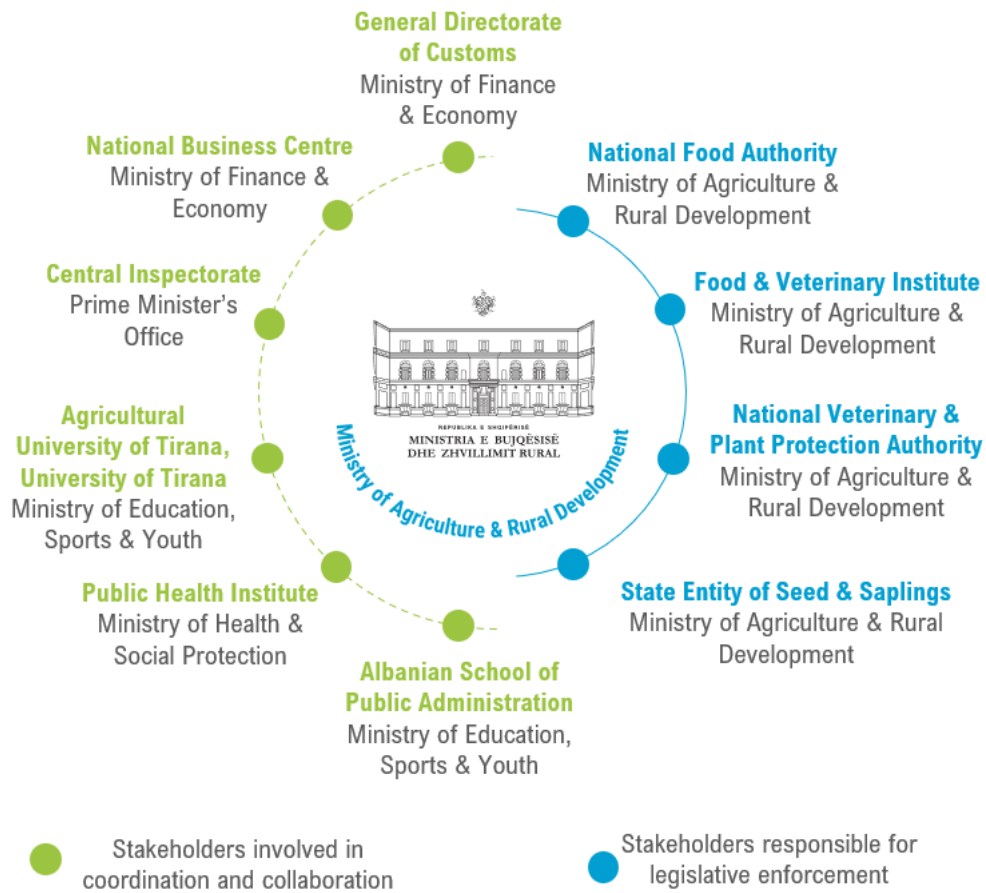 General Directorate
of Customs
Ministry of Finance
& Economy
National Business Centre
Ministry of Finance &
Economy
Central Inspectorate
Prime Minister's
Office
Agricultural
University of Tirana,
University of Tirana
Ministry of Education,
Sports & Youth
Public Health Institute
Ministry of Health &
Social Protection
Albanian School of
Public Administration
Ministry of Education,
Sports & Youth
National Food Authority
Ministry of Agriculture &
Rural Development
Food & Veterinary Institute
Ministry of Agriculture &
Rural Development
National Veterinary &
Plant Protection Authority
Ministry of Agriculture &
Rural Development
State Entity of Seed & Saplings
Ministry of Agriculture & Rural
Development
REPUBLIKA E SHQIPËRISË
MINISTRIA E BUJQËSISË
DHE ZHVILLIMIT RURAL
Ministry of Agriculture & Rural Development
Stakeholders involved in
coordination and collaboration
Stakeholders responsible for
legislative enforcement